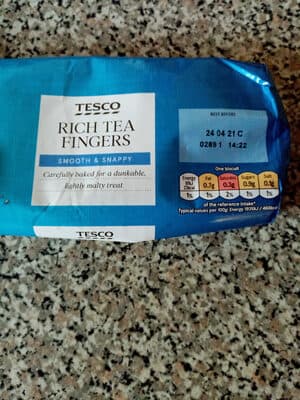 TESCO
RICH TEA
FINGERS
SMOOTH & SNAPPY
Carefully baked for a dunkable,
lightly malty treat
BEST BEFORE
24 04 21 C
0289 1 14:22
One biscuit
Energy Fat Saturates Sugars Salt
0.7g 0.3g 0.9g
1% 1% 2% 1% 1%
of the reference intake*
Typical values per 100g: Energy
TESCO
RICH TEA